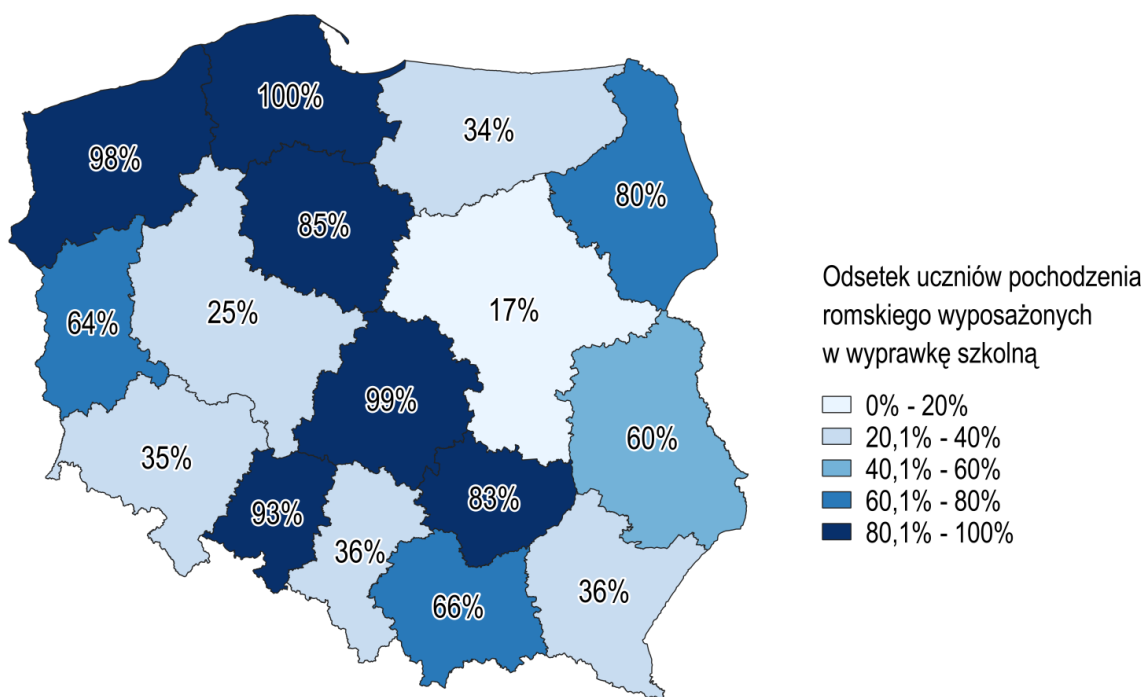 100%
34%
98%
80%
85%
25%
17%
64%
99%
60%
35%
93%
83%
36%
36%
66%
Odsetek uczniów pochodzenia
romskiego wyposażonych
w wyprawkę szkolną
0% - 20%
20,1% - 40%
40,1% - 60%
60,1% - 80%
80,1% - 100%